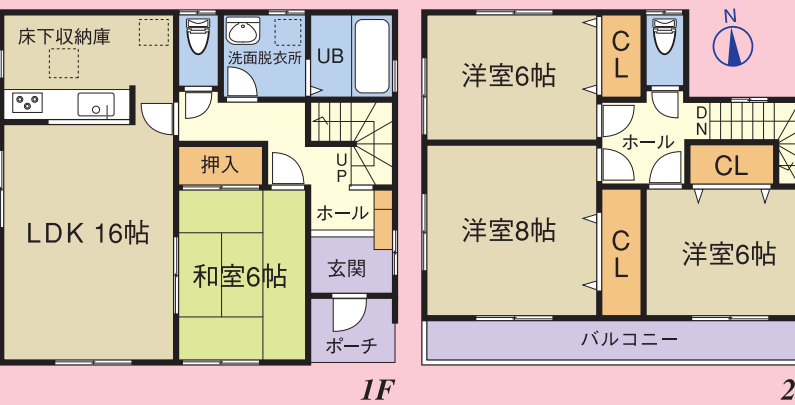 床下収納庫
洗面脱衣所
UB
押入
UP
LDK 16帖
ホール
和室6帖
玄関
ポーチ
1F
洋室6帖
CL
N
DN
ホール
CL
洋室8帖
CL
洋室6帖
バルコニー
2